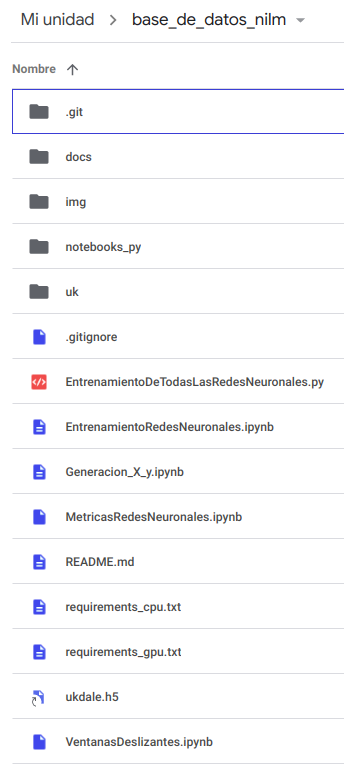 Mi unidad > base_de_datos_nilm
Nombre ↑
.git
docs
img
notebooks_py
uk
.gitignore
EntrenamientoDeTodasLasRedesNeuronales.py
EntrenamientoRedesNeuronales.ipynb
Generacion_X_y.ipynb
MetricasRedesNeuronales.ipynb
README.md
requirements_cpu.txt
requirements_gpu.txt
ukdale.h5
VentanasDeslizantes.ipynb